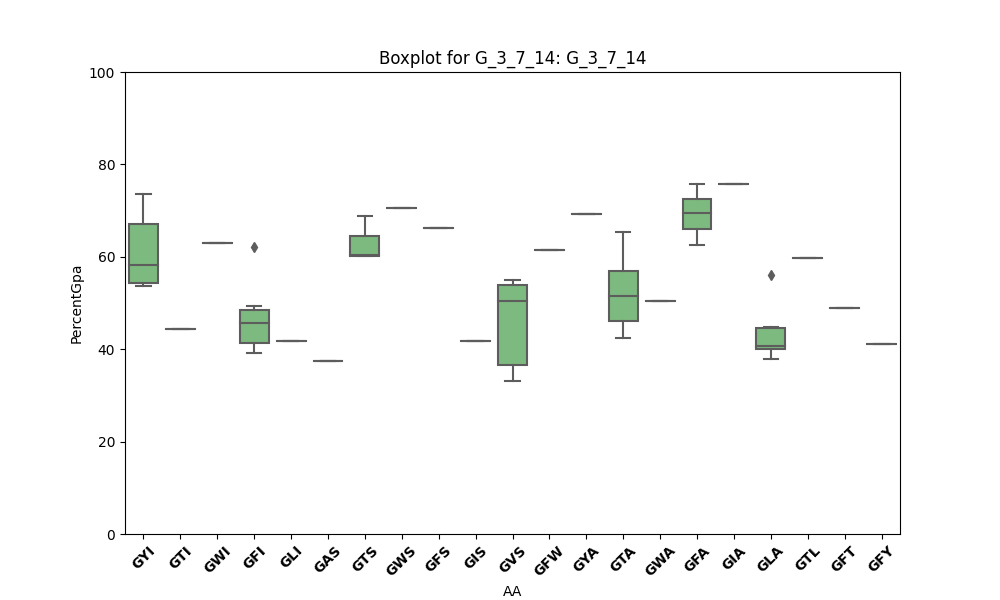 Boxplot for G_3_7_14: G_3_7_14
PercentGpa
100
80
60
40
20
0
GYI GTI GWI GFI GLI GAS GTS GWS GFS GIS GVS GFW GYA GTA GWA GFA GIA GLA GTL GFT GFY
AA